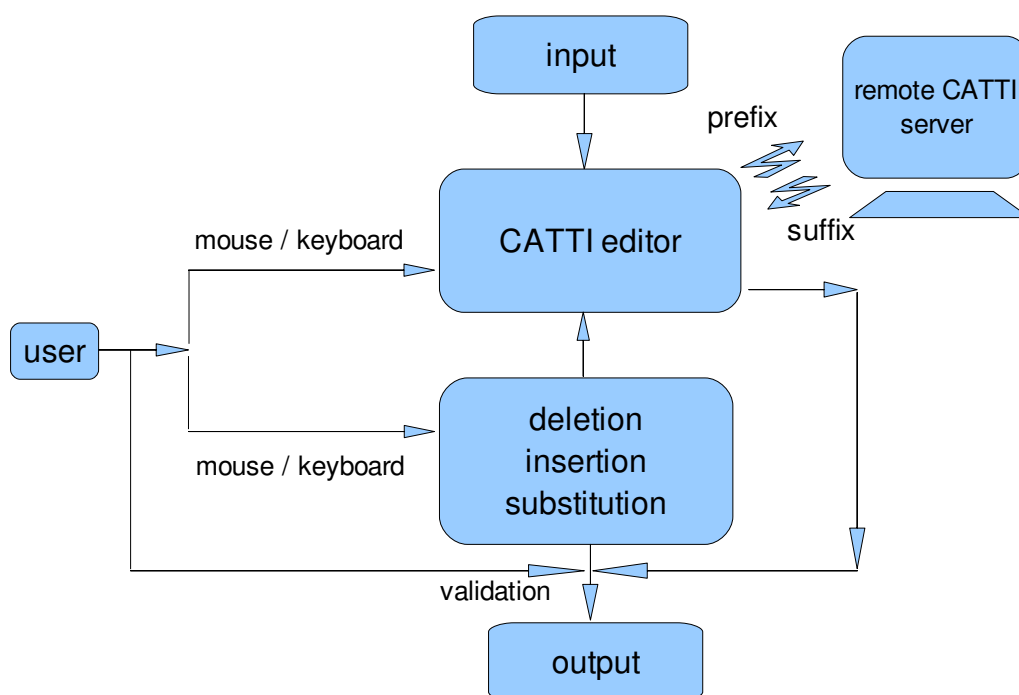 input
remote CATTI
server
prefix
suffix
CATTI editor
mouse / keyboard
user
deletion
insertion
substitution
mouse / keyboard
validation
output